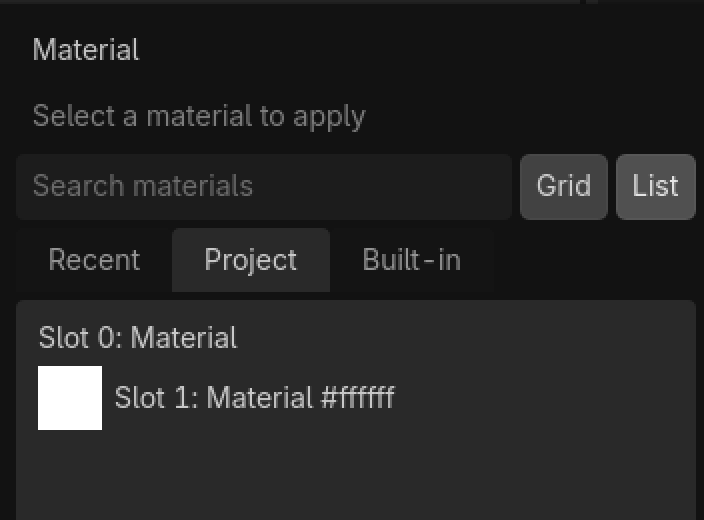 Material
Select a material to apply
Search materials Grid List
Recent Project Built-in
Slot 0: Material
Slot 1: Material #ffffff